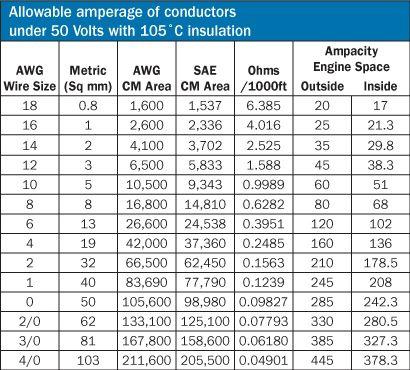 Allowable amperage of conductors
under 50 Volts with 105˚C insulation
AWG Wire Size Metric (Sq mm) AWG CM Area SAE CM Area Ohms /1000ft Ampacity Engine Space Outside Inside
18 0.8 1,600 1,537 6.385 20 17
16 1 2,600 2,336 4.016 25 21.3
14 2 4,100 3,702 2.525 35 29.8
12 3 6,500 5,833 1.588 45 38.3
10 5 10,500 9,343 0.9989 60 51
8 8 16,800 14,810 0.6282 80 68
6 13 26,600 24,538 0.3951 120 102
4 19 42,000 37,360 0.2485 160 136
2 32 66,500 62,450 0.1563 210 178.5
1 40 83,690 77,790 0.1239 245 208
0 50 105,600 98,980 0.09827 285 242.3
2/0 62 133,100 125,100 0.07793 330 280.5
3/0 81 167,800 158,600 0.06180 385 327.3
4/0 103 211,600 205,500 0.04901 445 378.3